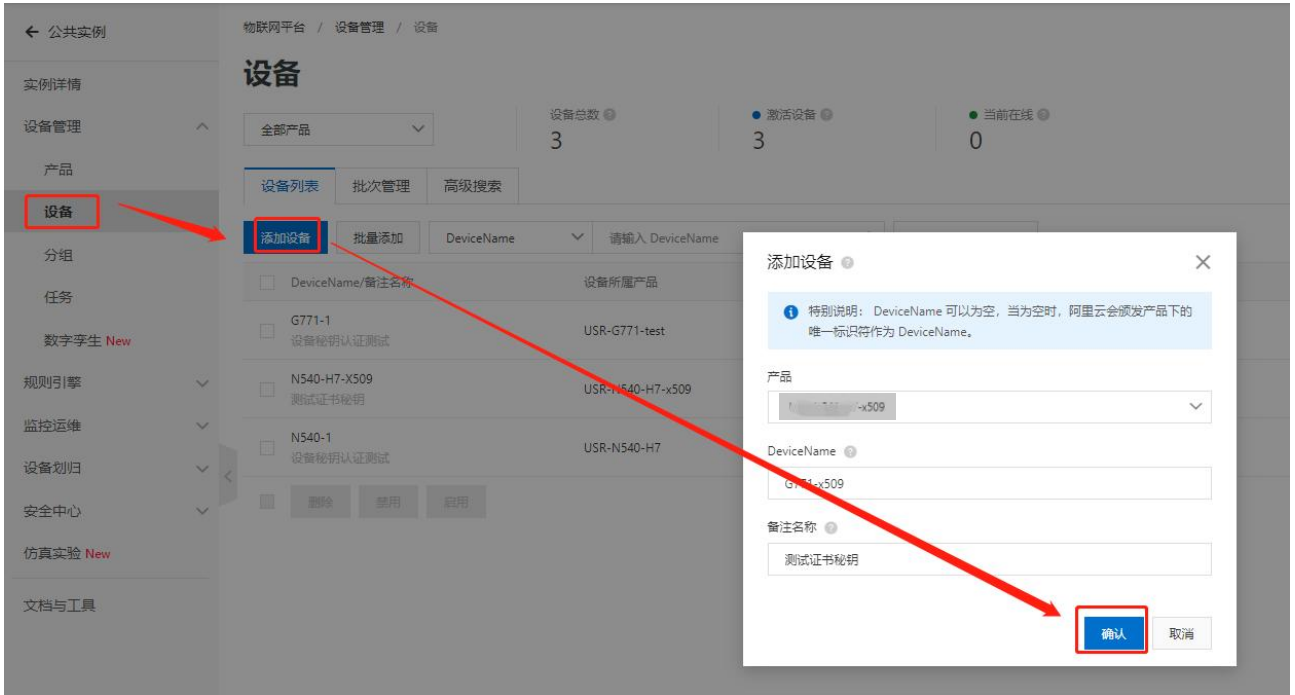 ← 公共实例
实例详情
设备管理
产品
设备
分组
任务
数字孪生 New
规则引擎
监控运维
设备划归
安全中心
仿真实验 New
文档与工具
物联网平台 / 设备管理 / 设备
设备
全部产品
设备总数
3
激活设备
3
当前在线
0
设备列表 批次管理 高级搜索
添加设备 批量添加 DeviceName 请输入 DeviceName
DeviceName/备注名称 设备所属产品
G771-1 USR-G771-test
设备秘钥认证测试
N540-H7-X509 USR-N540-H7-x509
测试证书秘钥
N540-1 USR-N540-H7
设备秘钥认证测试
删除 禁用 启用
添加设备
特别说明： DeviceName 可以为空，当为空时，阿里云会颁发产品下的
唯一标识符作为 DeviceName。
产品
-x509
DeviceName
G771-x509
备注名称
测试证书秘钥
确认 取消